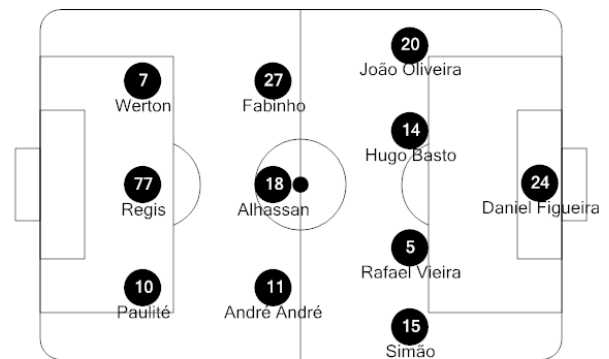 20
João Oliveira
7
Werton
27
Fabinho
14
Hugo Basto
77
Regis
18
Alhassan
24
Daniel Figueira
5
Rafael Vieira
10
Paulité
11
André André
15
Simão